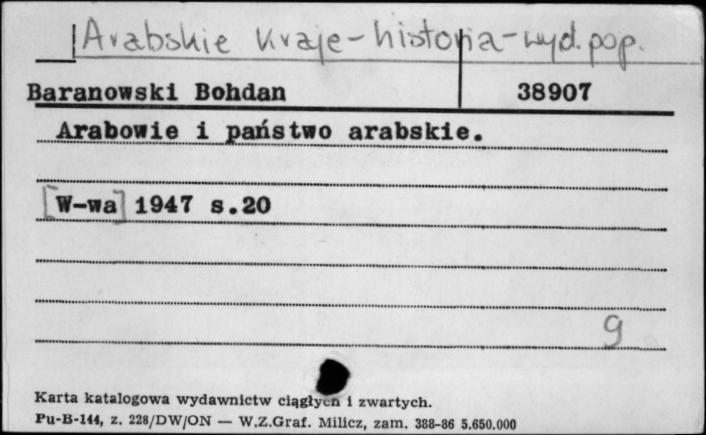 Arabskie kraje - historia - wyd. pop.
Baranowski Bohdan 38907
Arabowie i państwo arabskie.
[W-wa] 1947 s.20
9
Karta katalogowa wydawnictw ciągłych i zwartych.
Pu-B-144, z. 228/DW/ON — W.Z.Graf. Milicz, zam. 388-86 5.650.000